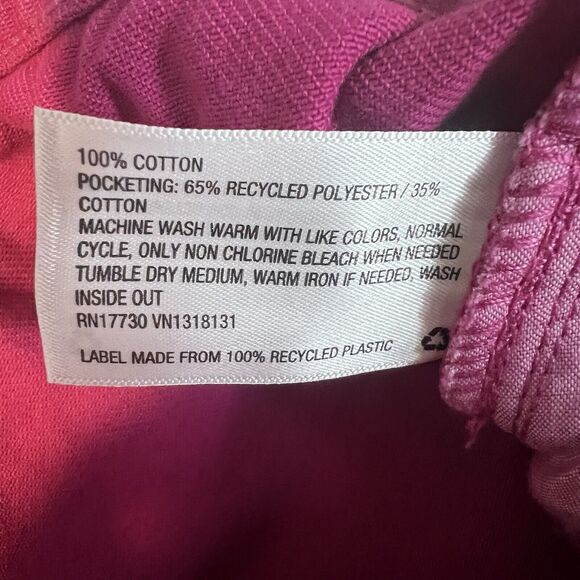 100% COTTON
POCKETING: 65% RECYCLED POLYESTER / 35%
COTTON
MACHINE WASH WARM WITH LIKE COLORS, NORMAL
CYCLE, ONLY NON CHLORINE BLEACH WHEN NEEDED
TUMBLE DRY MEDIUM, WARM IRON IF NEEDED, WASH
INSIDE OUT
RN17730 VN1318131
LABEL MADE FROM 100% RECYCLED PLASTIC